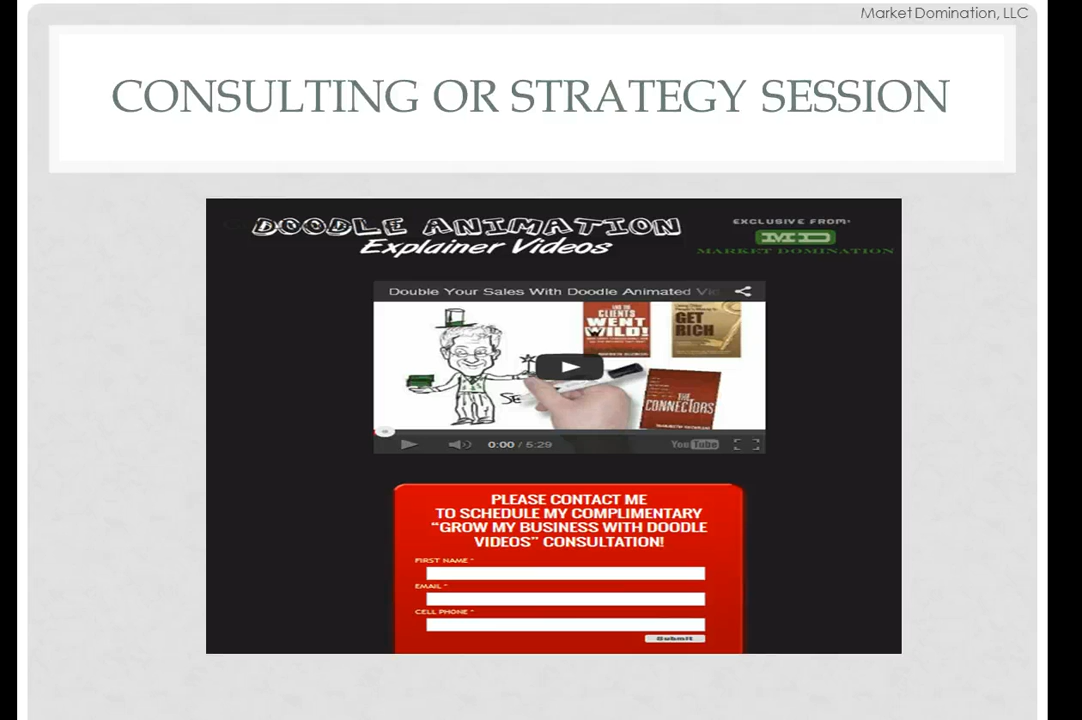 Market Domination, LLC
CONSULTING OR STRATEGY SESSION
DOODLE ANIMATION
Explainer Videos
EXCLUSIVE FROM:
MD
MARKET DOMINATION
Double Your Sales With Doodle Animated Vi
CLIENTS
WENT
WILD!
GET
RICH
THE
CONNECTORS
SE
0:00 / 5:29
YouTube
PLEASE CONTACT ME
TO SCHEDULE MY COMPLIMENTARY
“GROW MY BUSINESS WITH DOODLE
VIDEOS” CONSULTATION!
FIRST NAME *
EMAIL *
CELL PHONE *
Submit